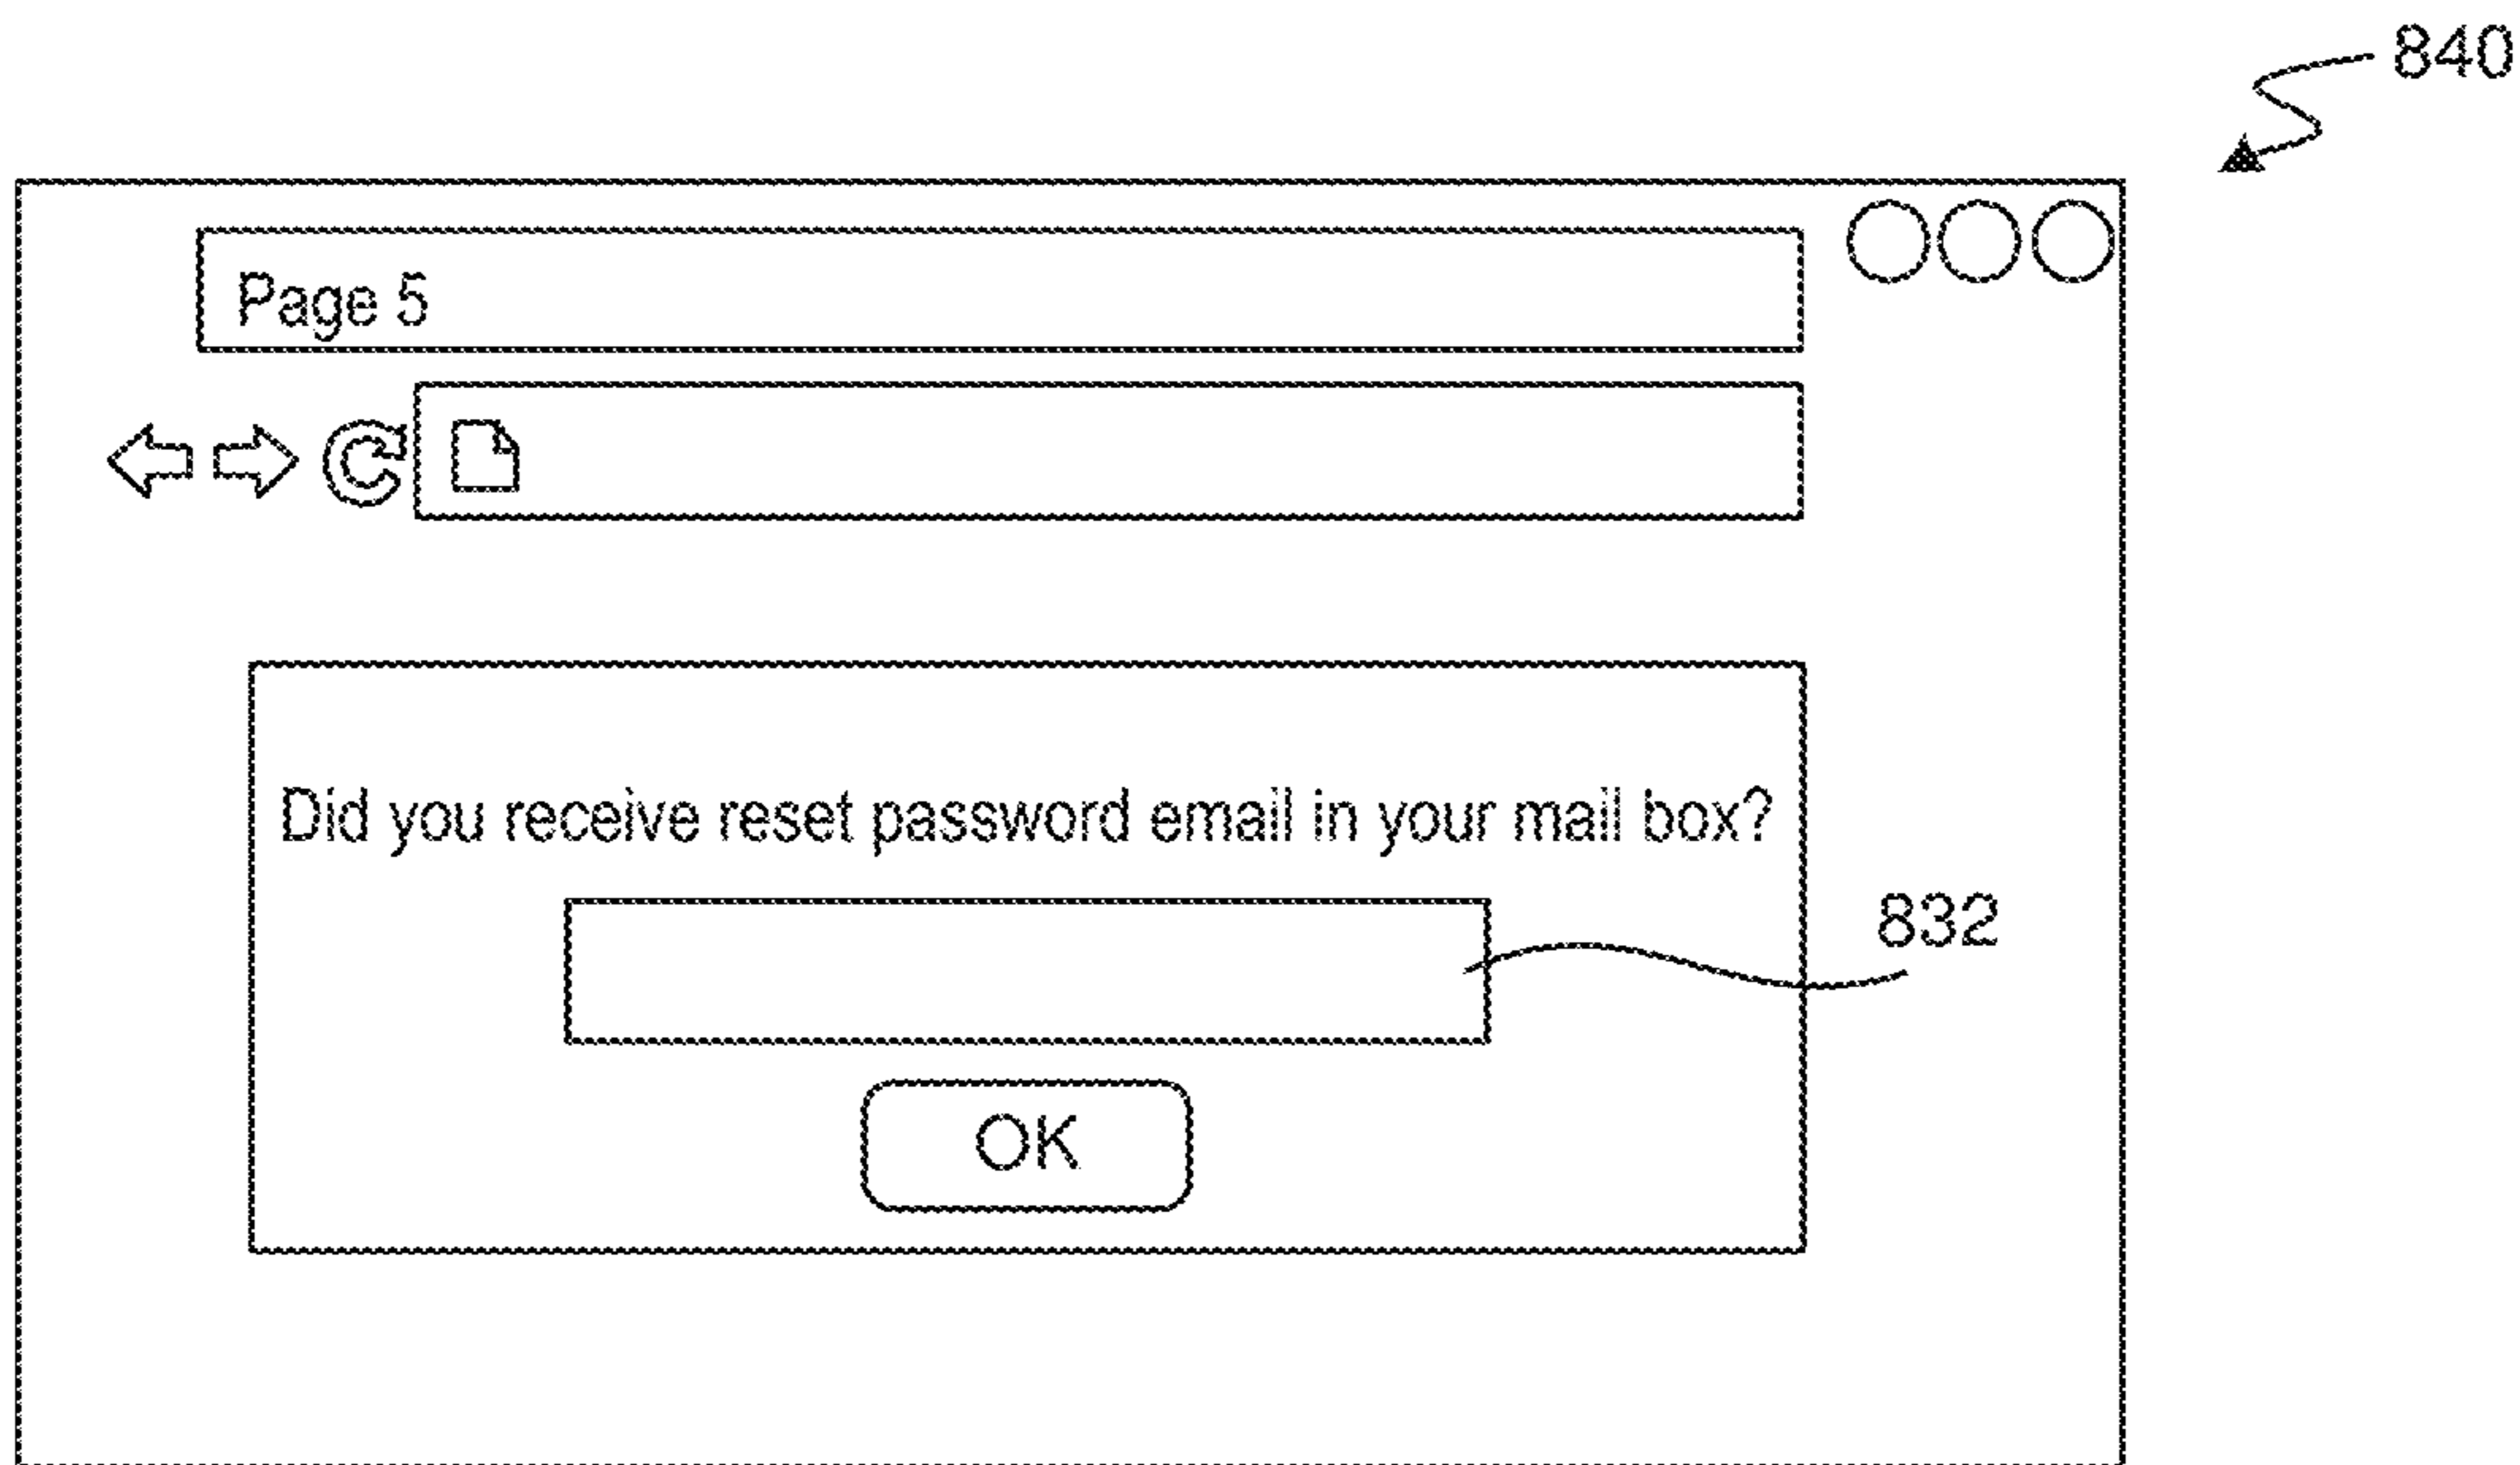 840
Page 5
Did you receive reset password email in your mail box?
832
OK